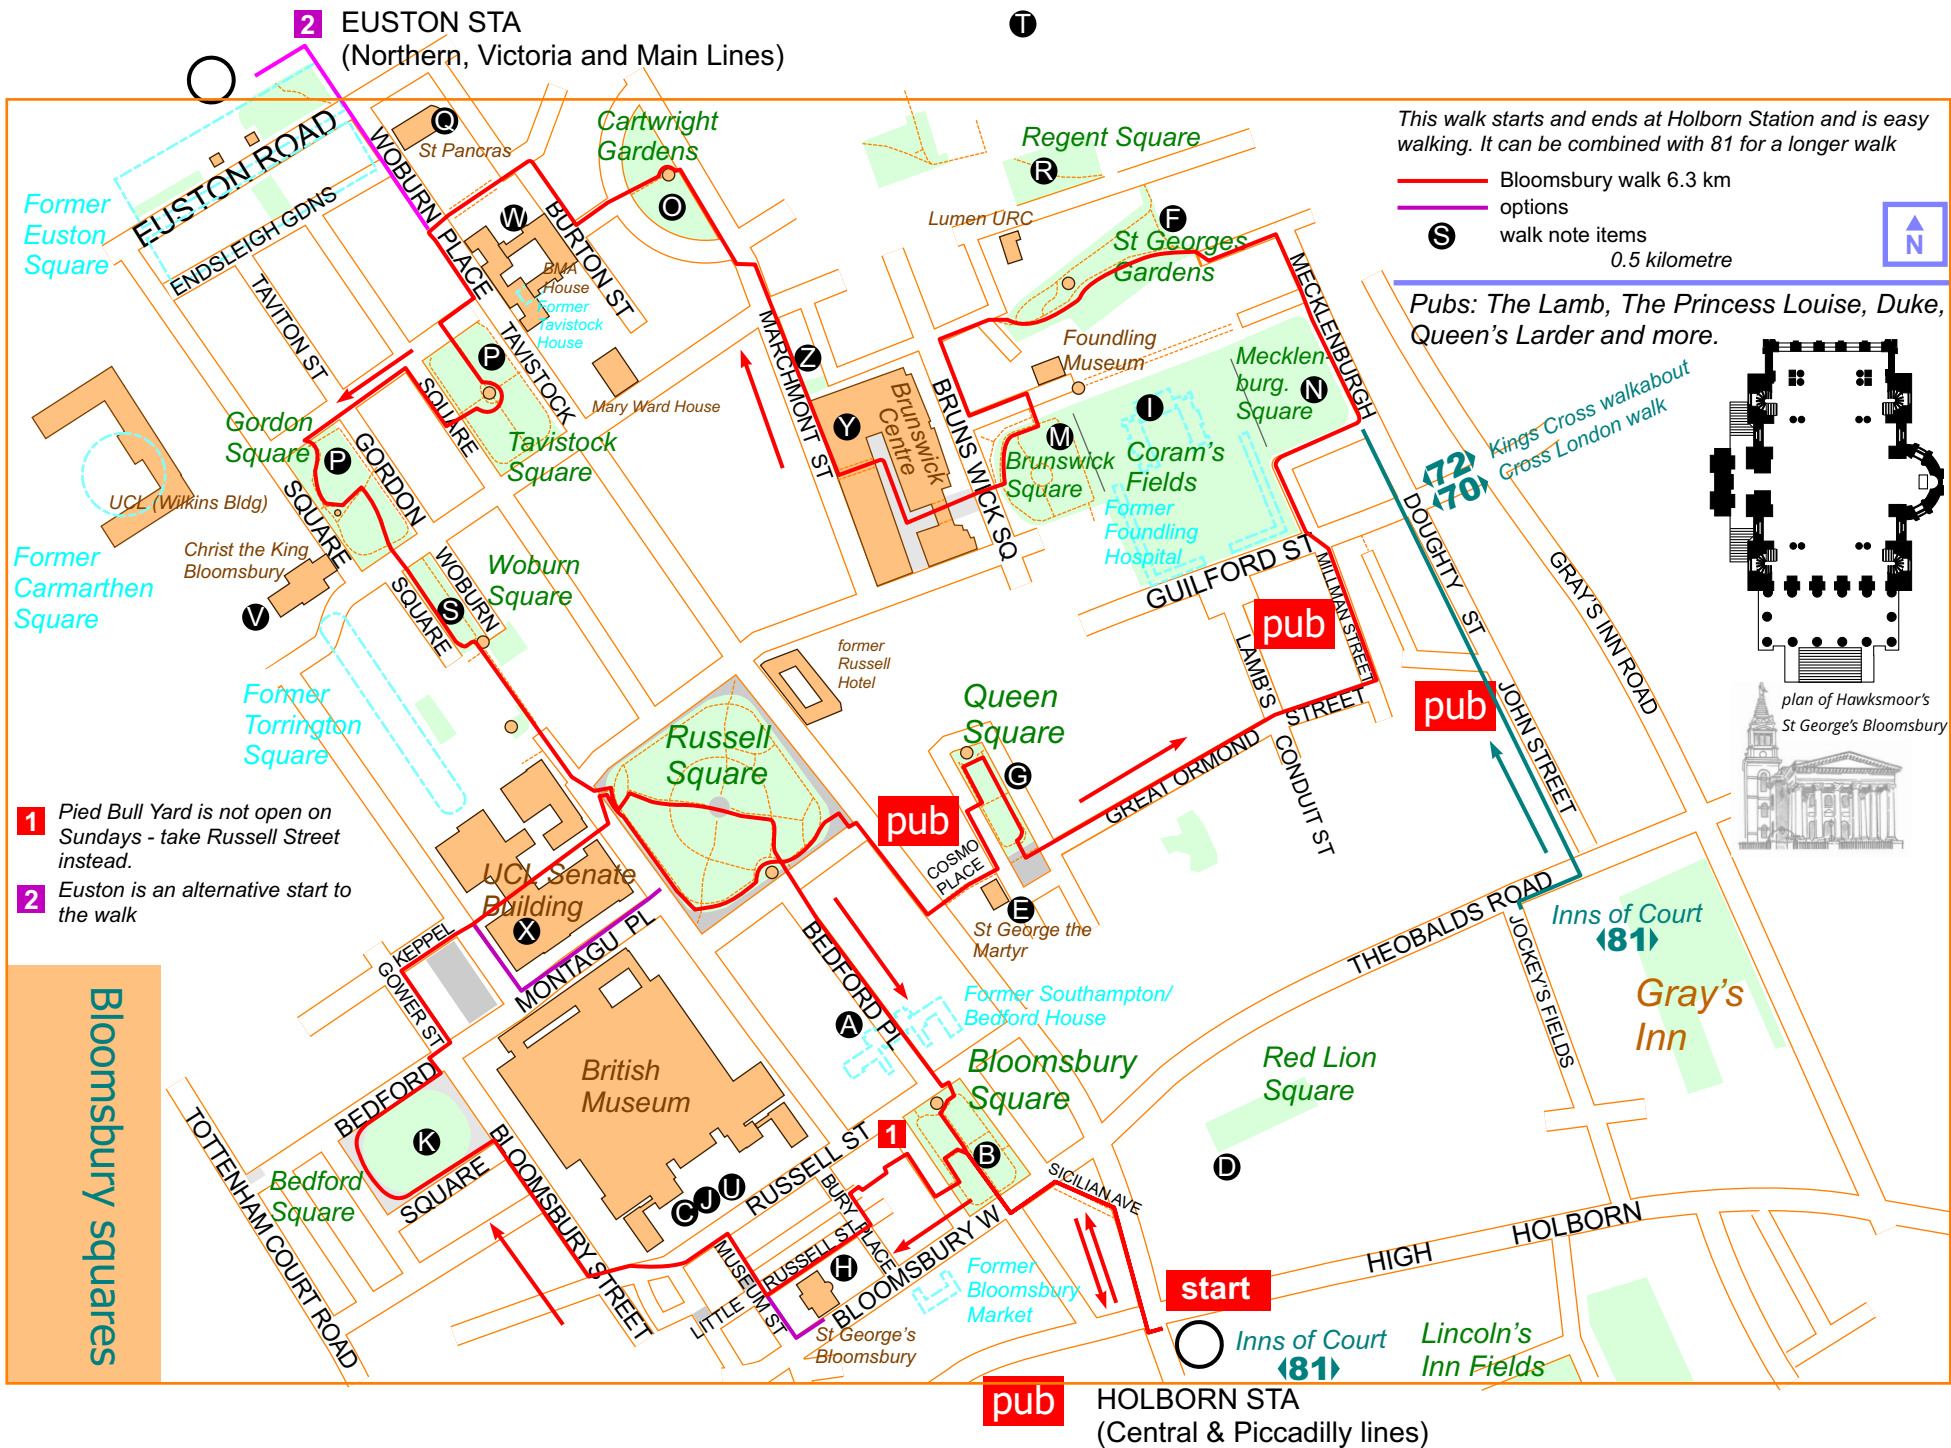 2 EUSTON STA
(Northern, Victoria and Main Lines)
T
This walk starts and ends at Holborn Station and is easy
walking. It can be combined with 81 for a longer walk
Bloomsbury walk 6.3 km
options
S walk note items
0.5 kilometre
N
Pubs: The Lamb, The Princess Louise, Duke,
Queen's Larder and more.
EUSTON ROAD
WOBURN PLACE
Q
St Pancras
Cartwright
Gardens
O
Regent Square
R
Lumen URC
F
St Georges
Gardens
Former
Euston
Square
ENDSLEIGH GDNS
TAVITON ST
W
BURTON ST
BMA
House
Former
Tavistock
House
MECKLENBURGH
MARCHMONT ST
Z
TAVISTOCK
SQUARE
P
Mary Ward House
Tavistock
Square
Foundling
Museum
Mecklen-
burg.
Square
N
Y
Brunswick
Centre
BRUNS WICK SQ
M
Brunswick
Square
I
Coram's
Fields
Former
Foundling
Hospital
72
70
Kings Cross walkabout
Cross London walk
Gordon
Square
P
GORDON
SQUARE
UCL (Wilkins Bldg)
Former
Carmarthen
Square
Christ the King
Bloomsbury
V
WOBURN
SQUARE
S
Woburn
Square
GUILFORD ST
MILLMAN STREET
DOUGHTY ST
GRAY'S INN ROAD
pub
LAMB'S
CONDUIT ST
pub
JOHN STREET
plan of Hawksmoor's
St George's Bloomsbury
former
Russell
Hotel
Former
Torrington
Square
Russell
Square
Queen
Square
G
GREAT ORMOND STREET
pub
COSMO
PLACE
E
St George the
Martyr
1 Pied Bull Yard is not open on
Sundays - take Russell Street
instead.
2 Euston is an alternative start to
the walk
UCL Senate
Building
X
KEPPEL
GOWER ST
MONTAGU PL
BEDFORD PL
A
Former Southampton/
Bedford House
THEOBALDS ROAD
JOCKEY'S FIELDS
Inns of Court
81
Gray's
Inn
Bloomsbury squares
British
Museum
Bloomsbury
Square
B
Red Lion
Square
D
BEDFORD
SQUARE
K
Bedford
Square
TOTTENHAM COURT ROAD
BLOOMSBURY STREET
C
J
U
RUSSELL ST
1
BURY PLACE
SICILIAN AVE
MUSEUM ST
LITTLE RUSSELL ST
H
BLOOMSBURY W
St George's
Bloomsbury
Former
Bloomsbury
Market
HIGH HOLBORN
start
Inns of Court
81
Lincoln's
Inn Fields
pub
HOLBORN STA
(Central & Piccadilly lines)